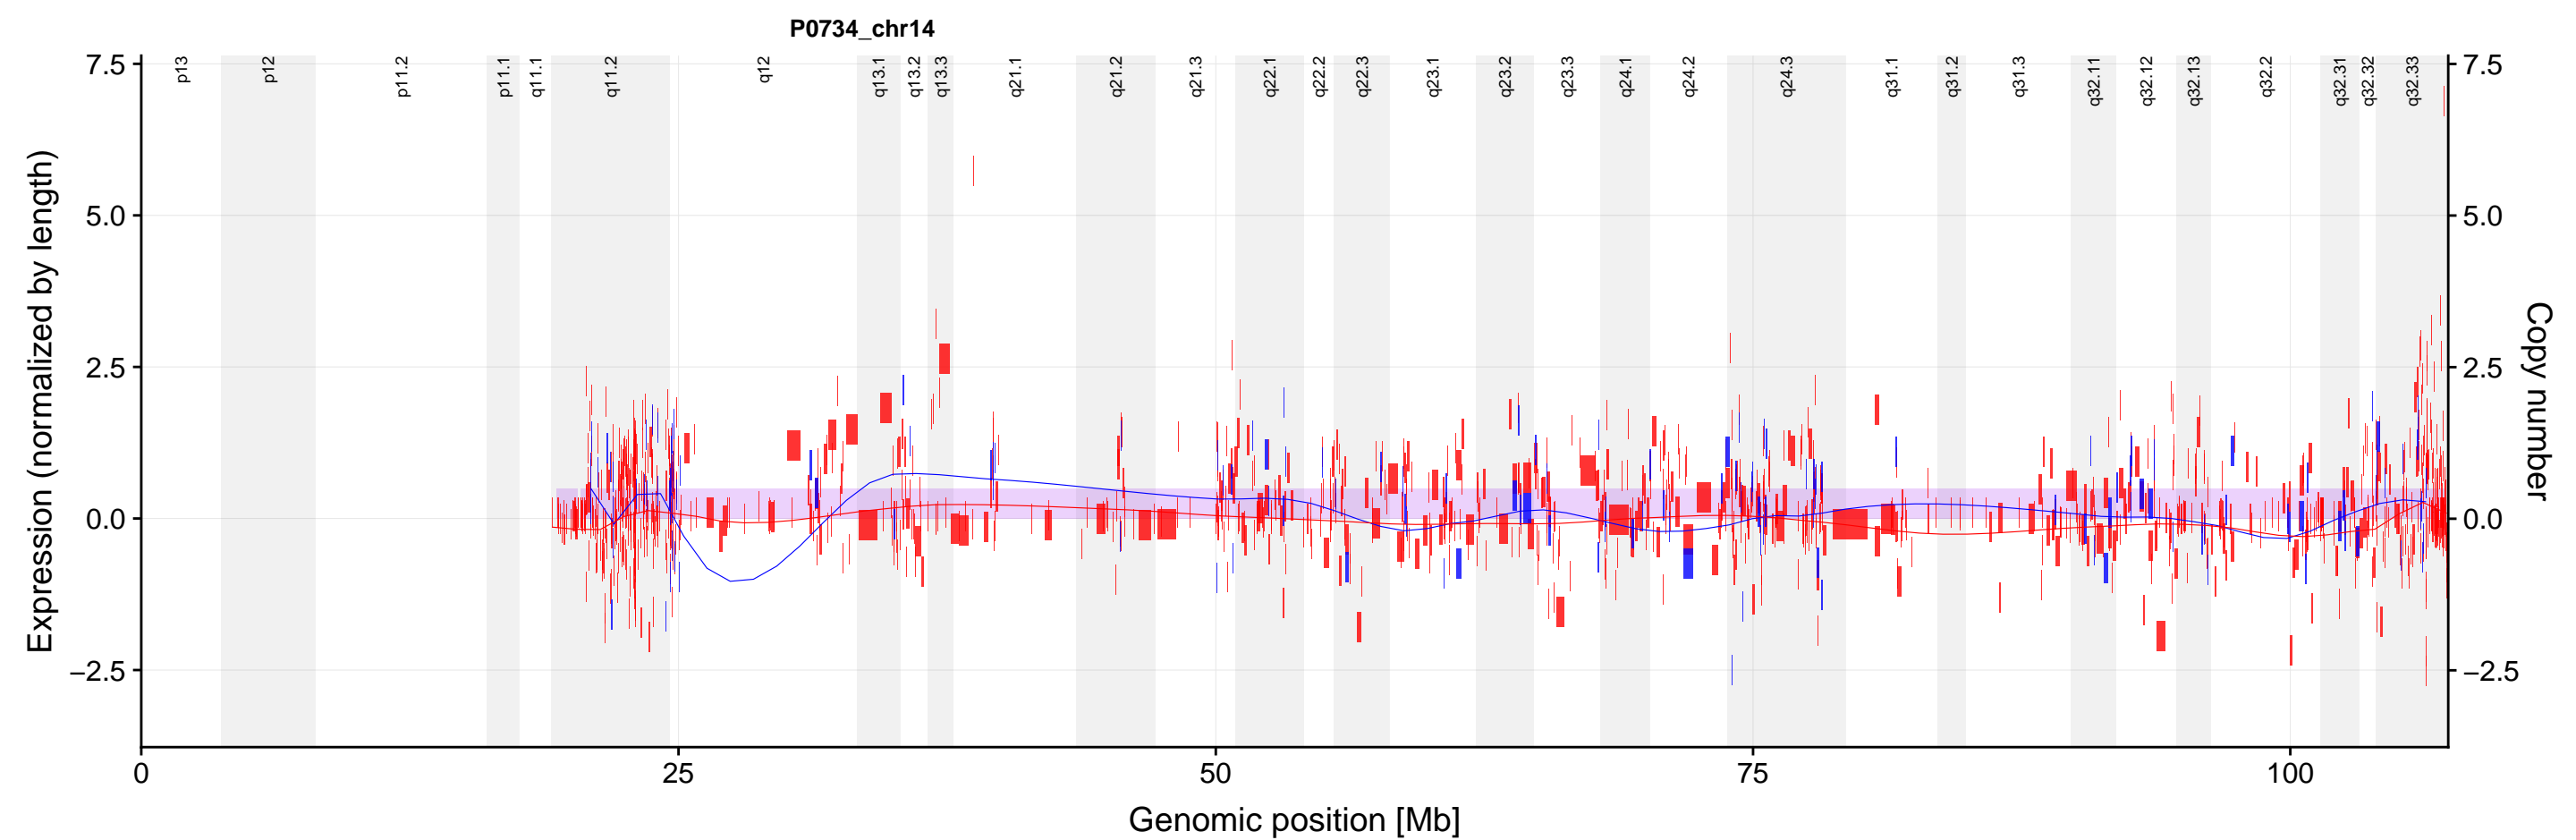 P0734_chr14
p13 p12 p11.2 p11.1 q11.1 q11.2 q12 q13.1 q13.2 q13.3 q21.1 q21.2 q21.3 q22.1 q22.2 q22.3 q23.1 q23.2 q23.3 q24.1 q24.2 q24.3 q31.1 q31.2 q31.3 q32.11 q32.12 q32.13 q32.2 q32.31 q32.32 q32.33
7.5 7.5
5.0 5.0
2.5 2.5
0.0 0.0
−2.5 −2.5
Expression (normalized by length)
Copy number
0 25 50 75 100
Genomic position [Mb]